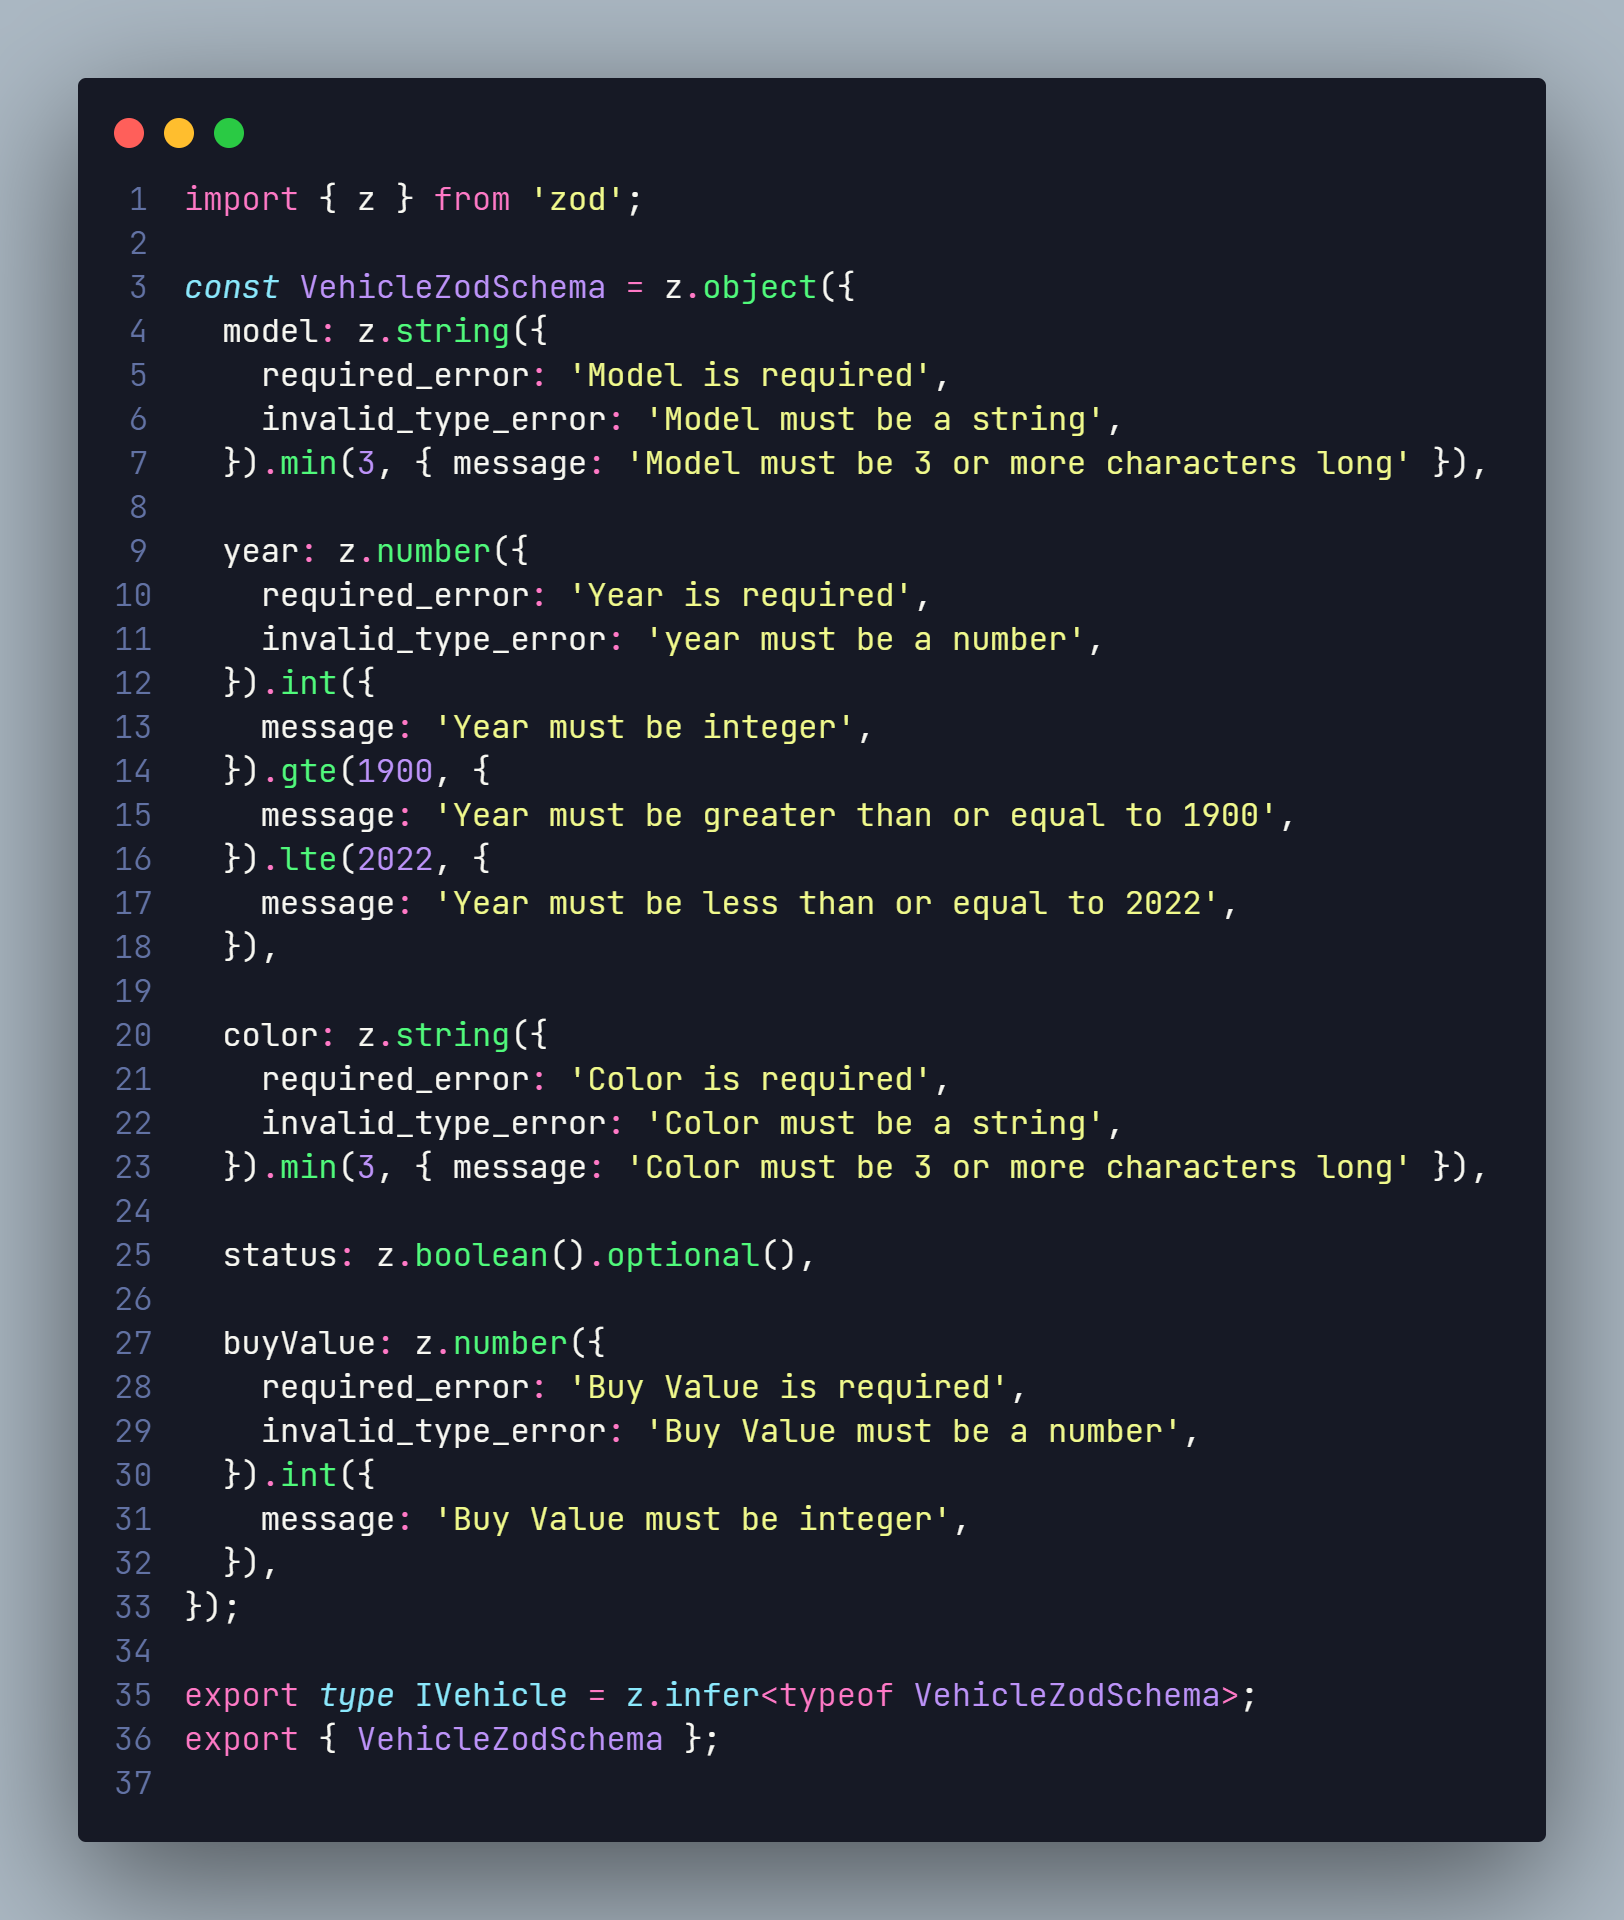 1 import { z } from 'zod';
2
3 const VehicleZodSchema = z.object({
4   model: z.string({
5     required_error: 'Model is required',
6     invalid_type_error: 'Model must be a string',
7   }).min(3, { message: 'Model must be 3 or more characters long' }),
8
9   year: z.number({
10     required_error: 'Year is required',
11     invalid_type_error: 'year must be a number',
12   }).int({
13     message: 'Year must be integer',
14   }).gte(1900, {
15     message: 'Year must be greater than or equal to 1900',
16   }).lte(2022, {
17     message: 'Year must be less than or equal to 2022',
18   }),
19
20   color: z.string({
21     required_error: 'Color is required',
22     invalid_type_error: 'Color must be a string',
23   }).min(3, { message: 'Color must be 3 or more characters long' }),
24
25   status: z.boolean().optional(),
26
27   buyValue: z.number({
28     required_error: 'Buy Value is required',
29     invalid_type_error: 'Buy Value must be a number',
30   }).int({
31     message: 'Buy Value must be integer',
32   }),
33 });
34
35 export type IVehicle = z.infer<typeof VehicleZodSchema>;
36 export { VehicleZodSchema };
37